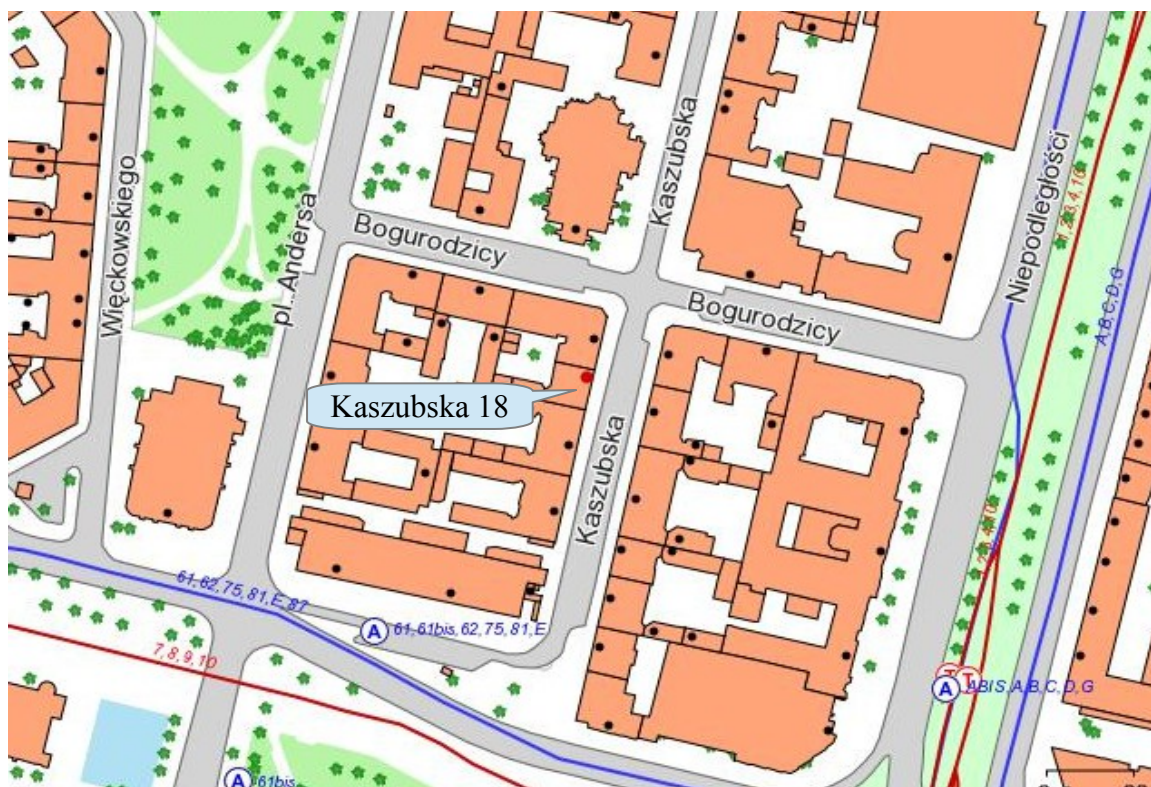 Kaszubska
Więckowskiego
pl. Andersa
Bogurodzicy
Niepodległości
A,B,C,D,G
Bogurodzicy
Kaszubska 18
Kaszubska
61,62,75,81,E,87
A 61,61bis,62,75,81,E
7,8,9,10
T
T
A ABIS,A,B,C,D,G
A 61bis